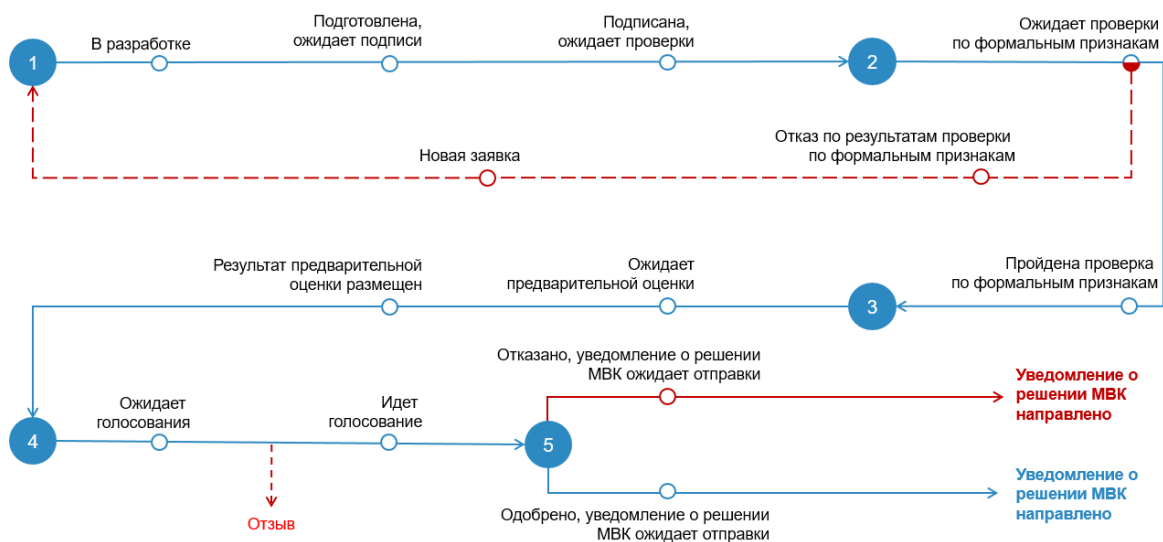 1
В разработке
Подготовлена,
ожидает подписи
Подписана,
ожидает проверки
2
Ожидает проверки
по формальным признакам
Новая заявка
Отказ по результатам проверки
по формальным признакам
Результат предварительной
оценки размещен
Ожидает
предварительной оценки
3
Пройдена проверка
по формальным признакам
4
Ожидает
голосования
Идет
голосование
Отзыв
5
Отказано, уведомление о решении
МВК ожидает отправки
Уведомление о
решении МВК
направлено
Одобрено, уведомление о решении
МВК ожидает отправки
Уведомление о
решении МВК
направлено